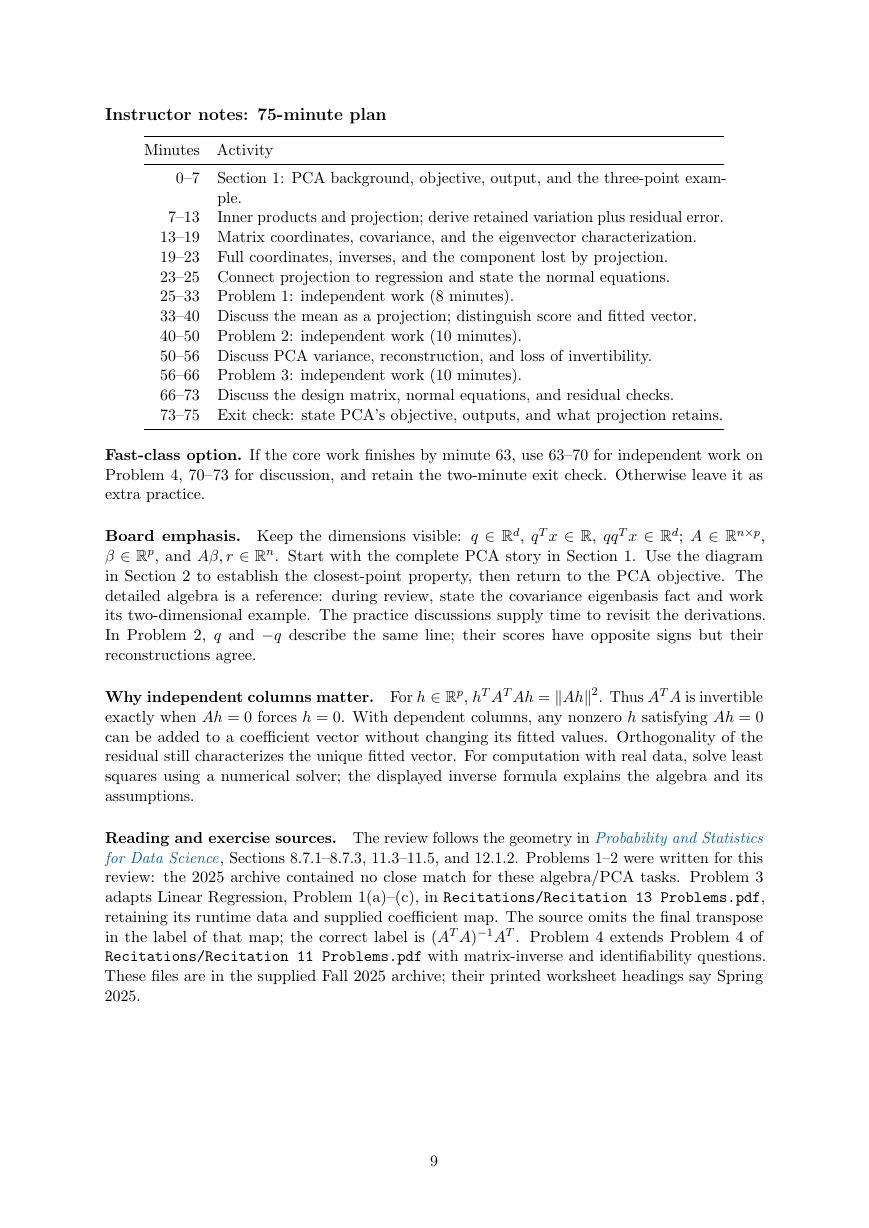 Instructor notes: 75-minute plan
Minutes Activity
0–7 Section 1: PCA background, objective, output, and the three-point exam-
ple.
7–13 Inner products and projection; derive retained variation plus residual error.
13–19 Matrix coordinates, covariance, and the eigenvector characterization.
19–23 Full coordinates, inverses, and the component lost by projection.
23–25 Connect projection to regression and state the normal equations.
25–33 Problem 1: independent work (8 minutes).
33–40 Discuss the mean as a projection; distinguish score and fitted vector.
40–50 Problem 2: independent work (10 minutes).
50–56 Discuss PCA variance, reconstruction, and loss of invertibility.
56–66 Problem 3: independent work (10 minutes).
66–73 Discuss the design matrix, normal equations, and residual checks.
73–75 Exit check: state PCA's objective, outputs, and what projection retains.
Fast-class option. If the core work finishes by minute 63, use 63–70 for independent work on
Problem 4, 70–73 for discussion, and retain the two-minute exit check. Otherwise leave it as
extra practice.
Board emphasis. Keep the dimensions visible: q ∈ ℝᵈ, qᵀx ∈ ℝ, qqᵀx ∈ ℝᵈ; A ∈ ℝⁿˣᵖ,
β ∈ ℝᵖ, and Aβ, r ∈ ℝⁿ. Start with the complete PCA story in Section 1. Use the diagram
in Section 2 to establish the closest-point property, then return to the PCA objective. The
detailed algebra is a reference: during review, state the covariance eigenbasis fact and work
its two-dimensional example. The practice discussions supply time to revisit the derivations.
In Problem 2, q and −q describe the same line; their scores have opposite signs but their
reconstructions agree.
Why independent columns matter. For h ∈ ℝᵖ, hᵀAᵀAh = ‖Ah‖². Thus AᵀA is invertible
exactly when Ah = 0 forces h = 0. With dependent columns, any nonzero h satisfying Ah = 0
can be added to a coefficient vector without changing its fitted values. Orthogonality of the
residual still characterizes the unique fitted vector. For computation with real data, solve least
squares using a numerical solver; the displayed inverse formula explains the algebra and its
assumptions.
Reading and exercise sources. The review follows the geometry in Probability and Statistics
for Data Science, Sections 8.7.1–8.7.3, 11.3–11.5, and 12.1.2. Problems 1–2 were written for this
review: the 2025 archive contained no close match for these algebra/PCA tasks. Problem 3
adapts Linear Regression, Problem 1(a)–(c), in Recitations/Recitation 13 Problems.pdf,
retaining its runtime data and supplied coefficient map. The source omits the final transpose
in the label of that map; the correct label is (AᵀA)⁻¹Aᵀ. Problem 4 extends Problem 4 of
Recitations/Recitation 11 Problems.pdf with matrix-inverse and identifiability questions.
These files are in the supplied Fall 2025 archive; their printed worksheet headings say Spring
2025.
9